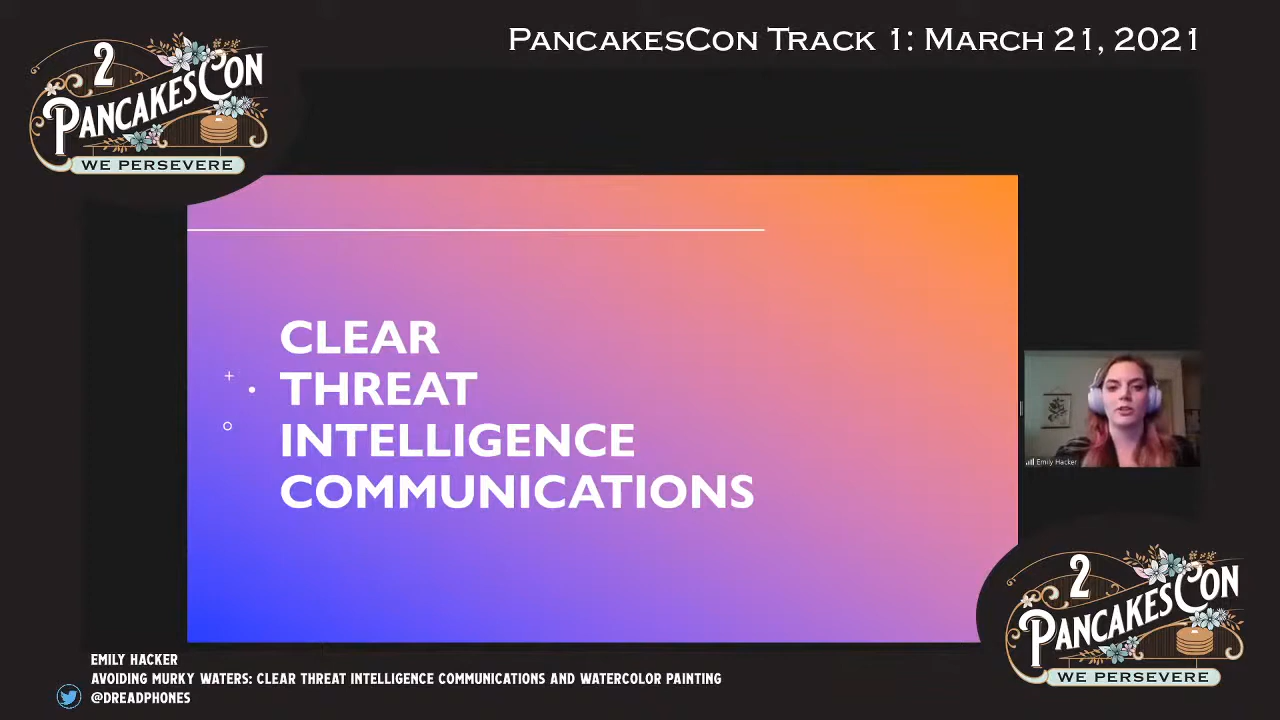 PancakesCon Track 1: March 21, 2021
2
PancakesCon
WE PERSEVERE
CLEAR
THREAT
INTELLIGENCE
COMMUNICATIONS
Emily Hacker
2
PancakesCon
WE PERSEVERE
EMILY HACKER
AVOIDING MURKY WATERS: CLEAR THREAT INTELLIGENCE COMMUNICATIONS AND WATERCOLOR PAINTING
@DREADPHONES